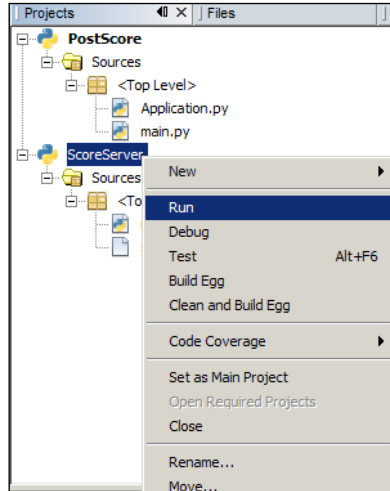 Projects
Files
PostScore
Sources
<Top Level>
Application.py
main.py
ScoreServer
Sources
<To
New
Run
Debug
Test Alt+F6
Build Egg
Clean and Build Egg
Code Coverage
Set as Main Project
Open Required Projects
Close
Rename...
Move...